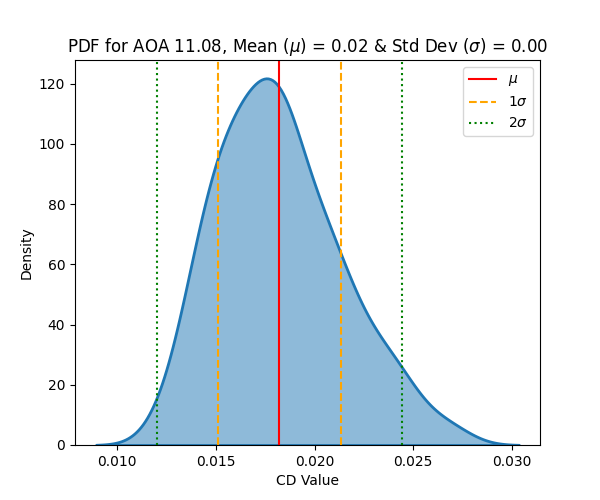 PDF for AOA 11.08, Mean (μ) = 0.02 & Std Dev (σ) = 0.00
μ
1σ
2σ
120
100
80
60
40
20
0
Density
0.010 0.015 0.020 0.025 0.030
CD Value